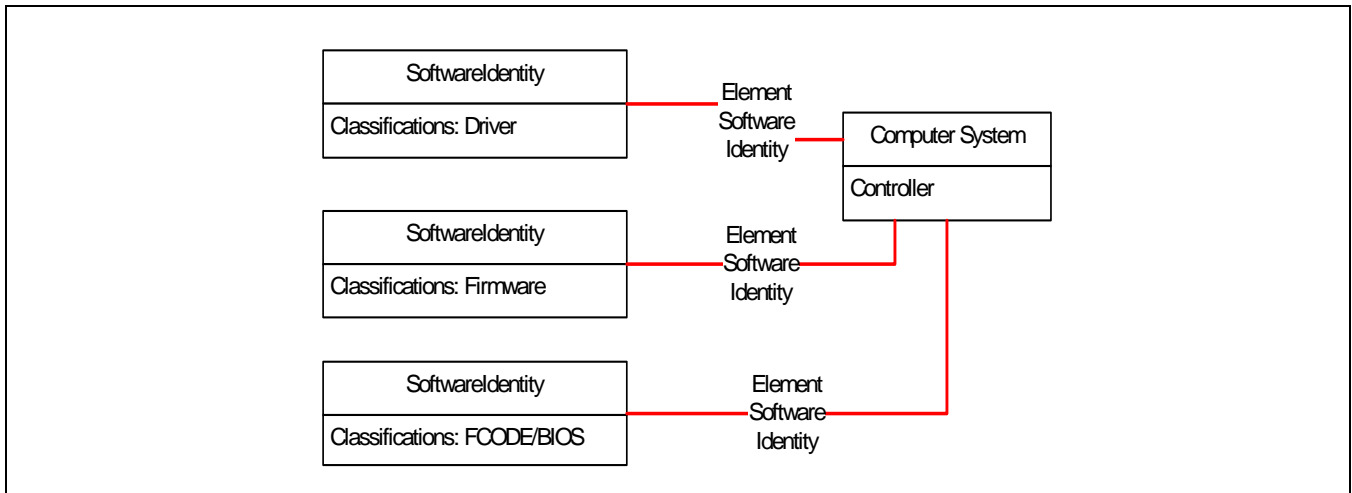 SoftwareIdentity
Classifications: Driver
Element
Software
Identity
Computer System
Controller
SoftwareIdentity
Classifications: Firmware
Element
Software
Identity
SoftwareIdentity
Classifications: FCODE/BIOS
Element
Software
Identity